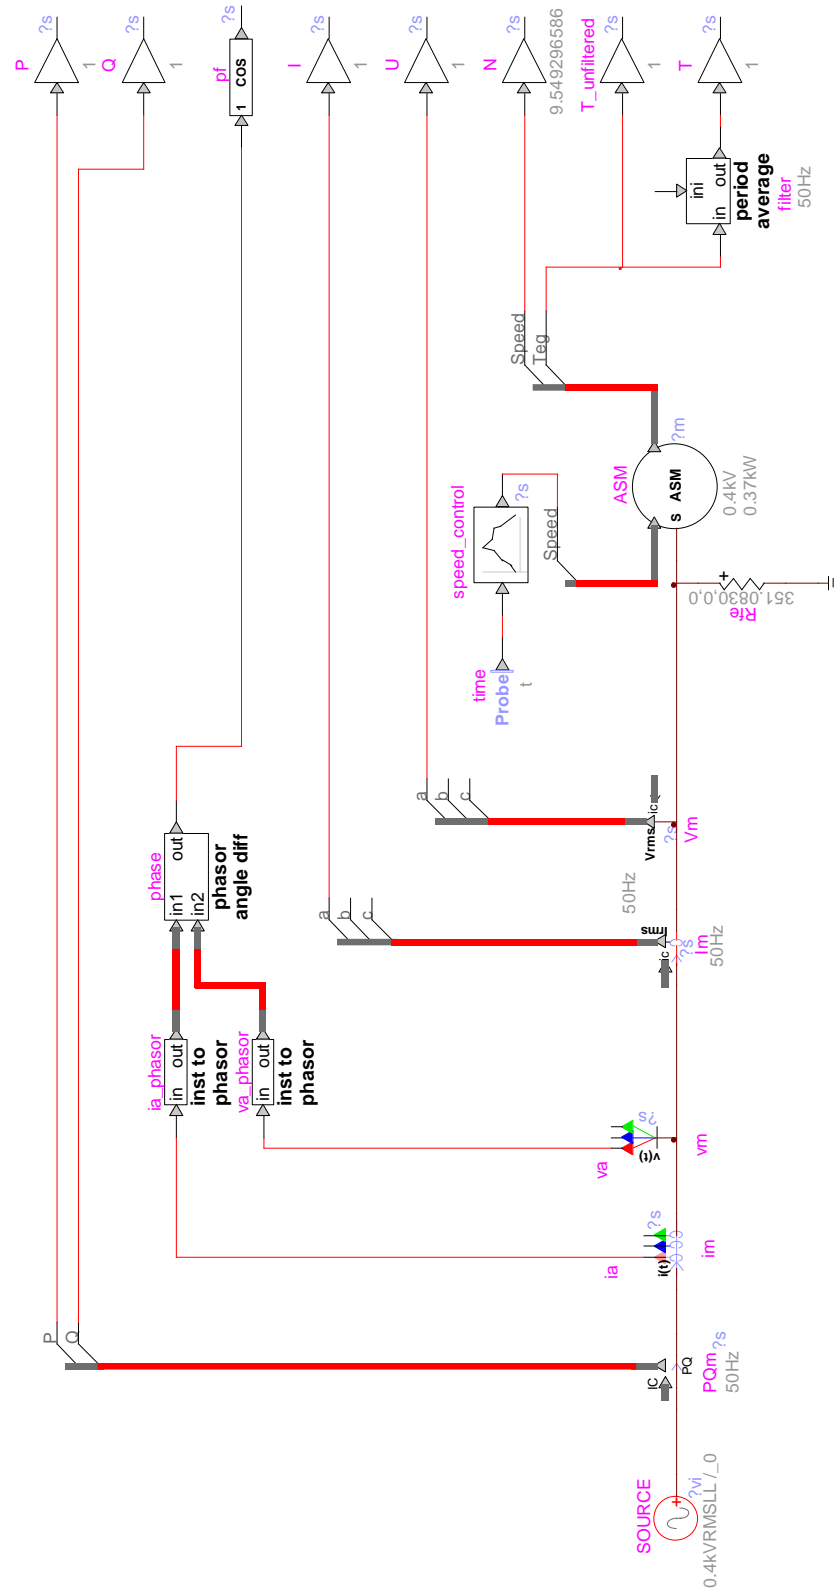 ?s
P
1
?s
Q
1
?s
pf
1 cos
?s
I
1
?s
U
1
?s
N
9.549296586
?s
T_unfiltered
1
?s
T
1
ini
in out
period
average
filter
50Hz
Speed
Teg
?m
ASM
S ASM
0.4kV
0.37kW
speed_control
?s
Speed
time
Probe
t
+
351.0830,0,0
Rfe
phase
in1 out
in2
phasor
angle diff
a
b
c
Vrms
ic
?s
Vm
50Hz
a
b
c
Irms
ic
?s
Im
50Hz
ia_phasor
in out
inst to
phasor
va_phasor
in out
inst to
phasor
va
v(t)
?s
vm
ia
i(t)
?s
im
P
Q
IC
PQ
?s
PQm
50Hz
SOURCE
+
?vi
0.4kVRMSLL /_0